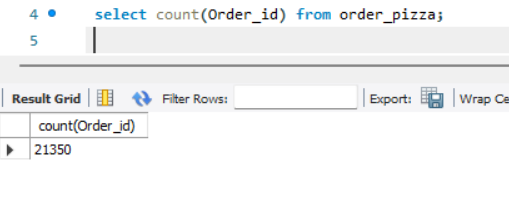 4 select count(Order_id) from order_pizza;
5
Result Grid Filter Rows: Export: Wrap Ce
count(Order_id)
21350